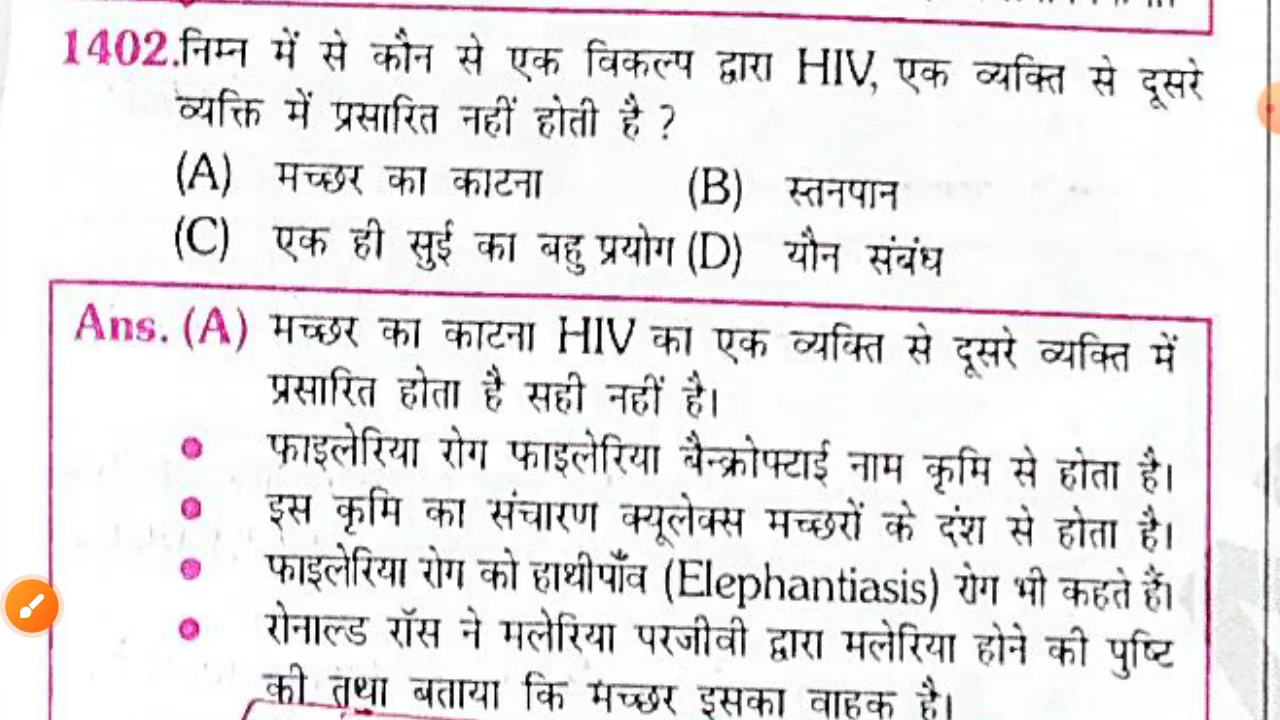 1402.निम्न में से कौन से एक विकल्प द्वारा HIV, एक व्यक्ति से दूसरे
व्यक्ति में प्रसारित नहीं होती है ?
(A) मच्छर का काटना (B) स्तनपान
(C) एक ही सुई का बहु प्रयोग (D) यौन संबंध
Ans. (A) मच्छर का काटना HIV का एक व्यक्ति से दूसरे व्यक्ति में
प्रसारित होता है सही नहीं है।
● फाइलेरिया रोग फाइलेरिया बैन्क्रोफ्टाई नाम कृमि से होता है।
● इस कृमि का संचारण क्यूलेक्स मच्छरों के दंश से होता है।
● फाइलेरिया रोग को हाथीपाँव (Elephantiasis) रोग भी कहते हैं।
● रोनाल्ड रॉस ने मलेरिया परजीवी द्वारा मलेरिया होने की पुष्टि
की तथा बताया कि मच्छर इसका वाहक है।